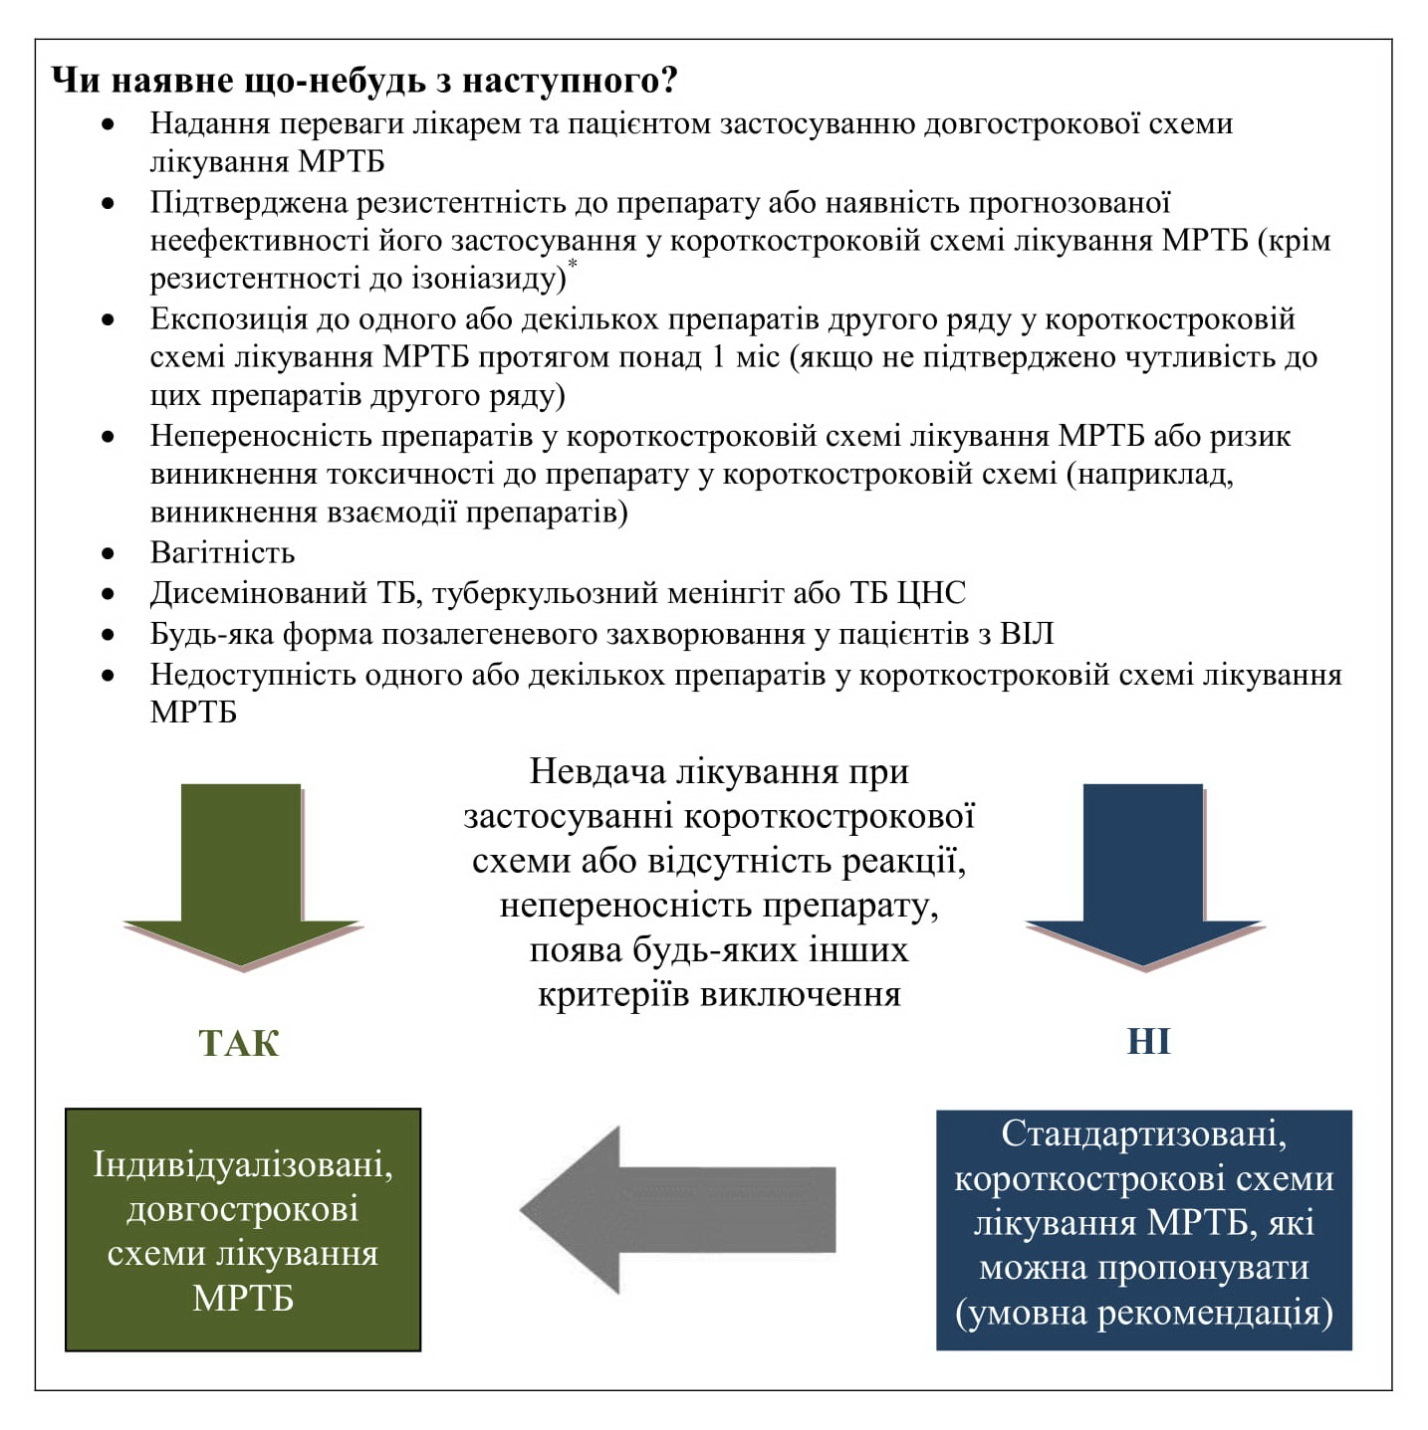 Чи наявне що-небудь з наступного?
• Надання переваги лікарем та пацієнтом застосуванню довгострокової схеми
лікування МРТБ
• Підтверджена резистентність до препарату або наявність прогнозованої
неефективності його застосування у короткостроковій схемі лікування МРТБ (крім
резистентності до ізоніазиду)*
• Експозиція до одного або декількох препаратів другого ряду у короткостроковій
схемі лікування МРТБ протягом понад 1 міс (якщо не підтверджено чутливість до
цих препаратів другого ряду)
• Непереносність препаратів у короткостроковій схемі лікування МРТБ або ризик
виникнення токсичності до препарату у короткостроковій схемі (наприклад,
виникнення взаємодії препаратів)
• Вагітність
• Дисемінований ТБ, туберкульозний менінгіт або ТБ ЦНС
• Будь-яка форма позалегеневого захворювання у пацієнтів з ВІЛ
• Недоступність одного або декількох препаратів у короткостроковій схемі лікування
МРТБ
Невдача лікування при
застосуванні короткострокової
схеми або відсутність реакції,
непереносність препарату,
поява будь-яких інших
критеріїв виключення
ТАК
НІ
Індивідуалізовані,
довгострокові
схеми лікування
МРТБ
Стандартизовані,
короткострокові схеми
лікування МРТБ, які
можна пропонувати
(умовна рекомендація)